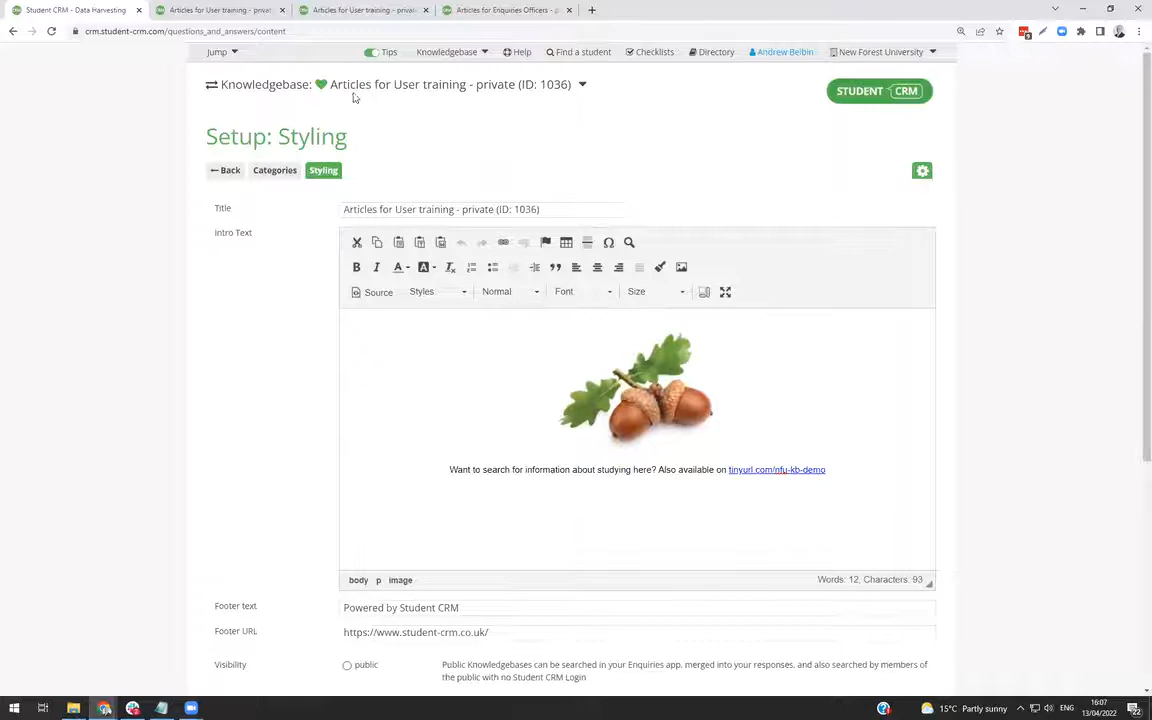 Student CRM - Data Harvesting
Articles for User training - privat
Articles for User training - privat
Articles for Enquiries Officers - p
crm.student-crm.com/questions_and_answers/content
Jump
Tips
Knowledgebase
Help
Find a student
Checklists
Directory
Andrew Belbin
New Forest University
Knowledgebase: Articles for User training - private (ID: 1036)
STUDENT CRM
Setup: Styling
Back
Categories
Styling
Title
Articles for User training - private (ID: 1036)
Intro Text
Source
Styles
Normal
Font
Size
Want to search for information about studying here? Also available on tinyurl.com/nfu-kb-demo
body p image
Words: 12, Characters: 93
Footer text
Powered by Student CRM
Footer URL
https://www.student-crm.co.uk/
Visibility
public
Public Knowledgebases can be searched in your Enquiries app, merged into your responses, and also searched by members of
the public with no Student CRM Login
15°C Partly sunny
ENG
16:07
13/04/2022